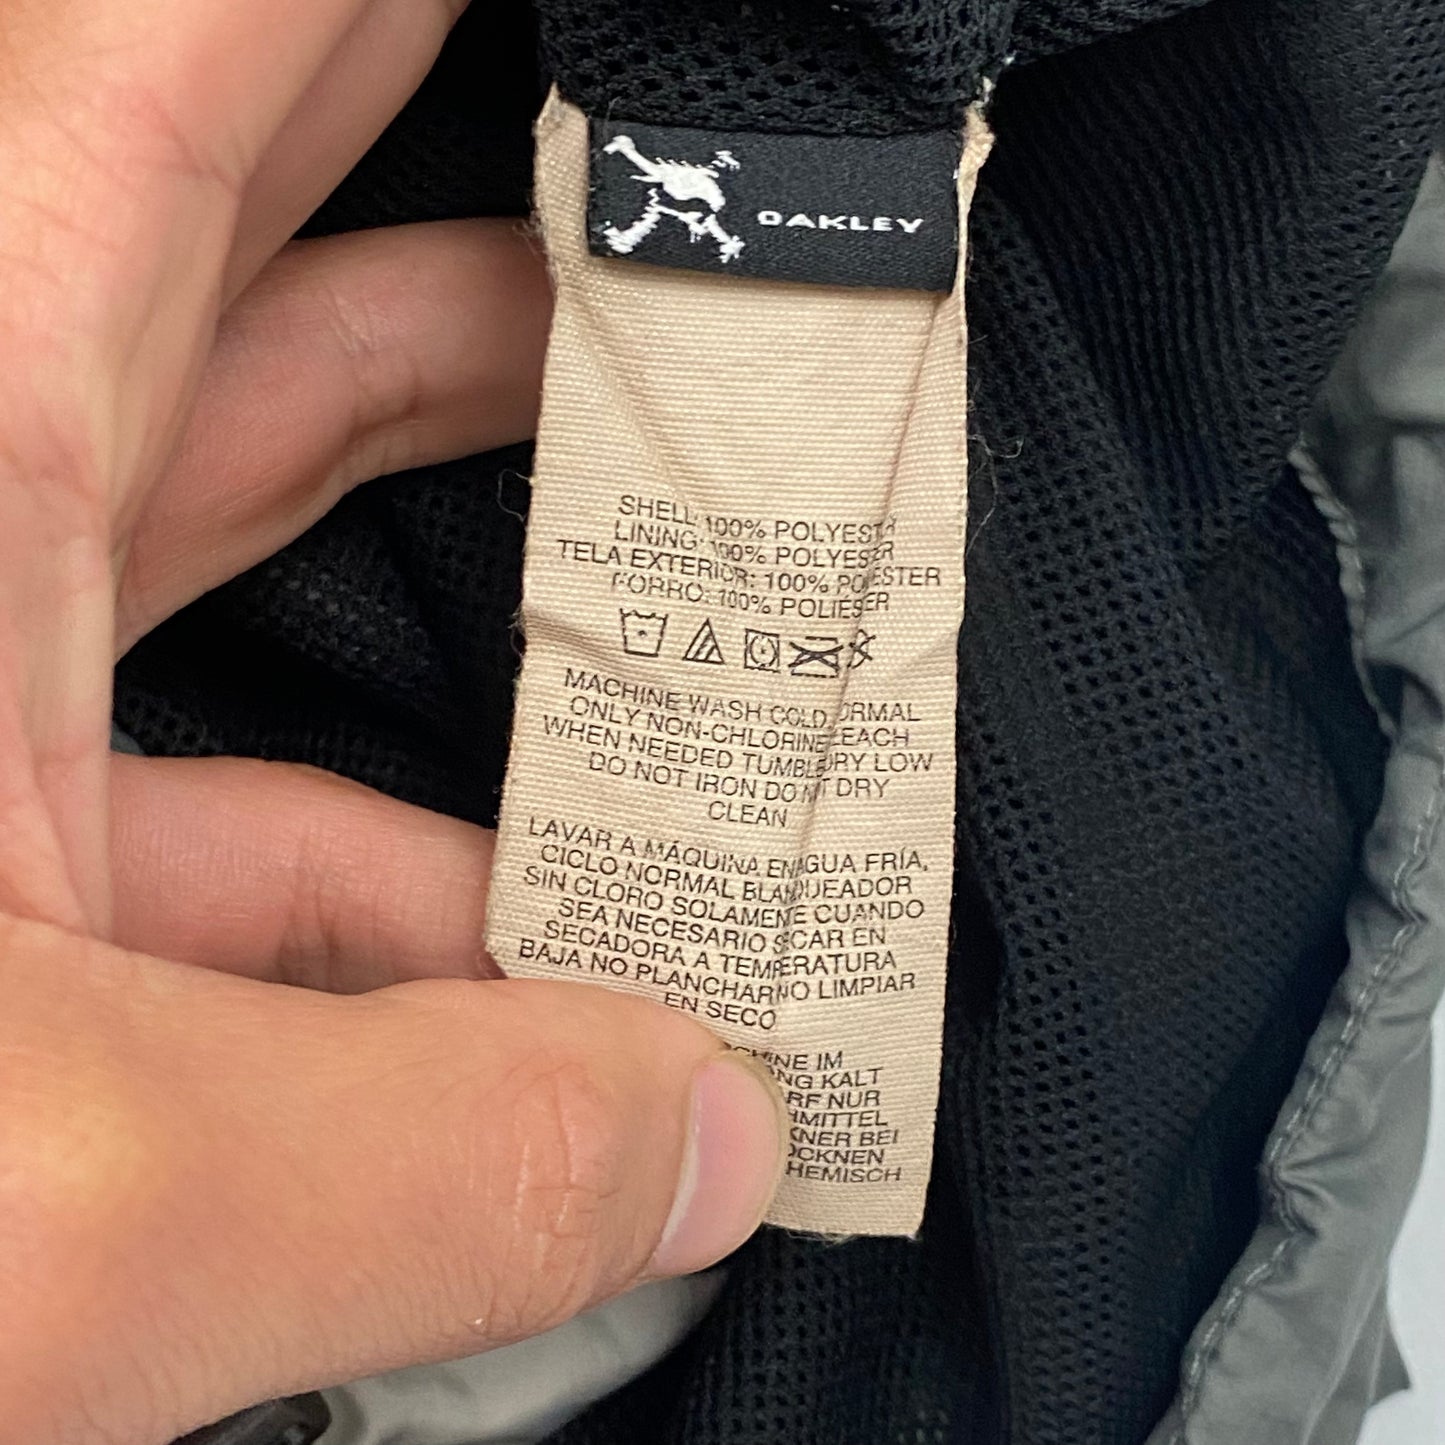 OAKLEY
SHELL: 100% POLYESTER
LINING: 100% POLYESTER
TELA EXTERIOR: 100% POLIESTER
FORRO: 100% POLIÉSTER
MACHINE WASH COLD, NORMAL
ONLY NON-CHLORINE BLEACH
WHEN NEEDED TUMBLE DRY LOW
DO NOT IRON DO NOT DRY
CLEAN
LAVAR A MÁQUINA EN AGUA FRÍA,
CICLO NORMAL BLANQUEADOR
SIN CLORO SOLAMENTE CUANDO
SEA NECESARIO SECAR EN
SECADORA A TEMPERATURA
BAJA NO PLANCHAR NO LIMPIAR
EN SECO
IM
KALT
NUR
BEI